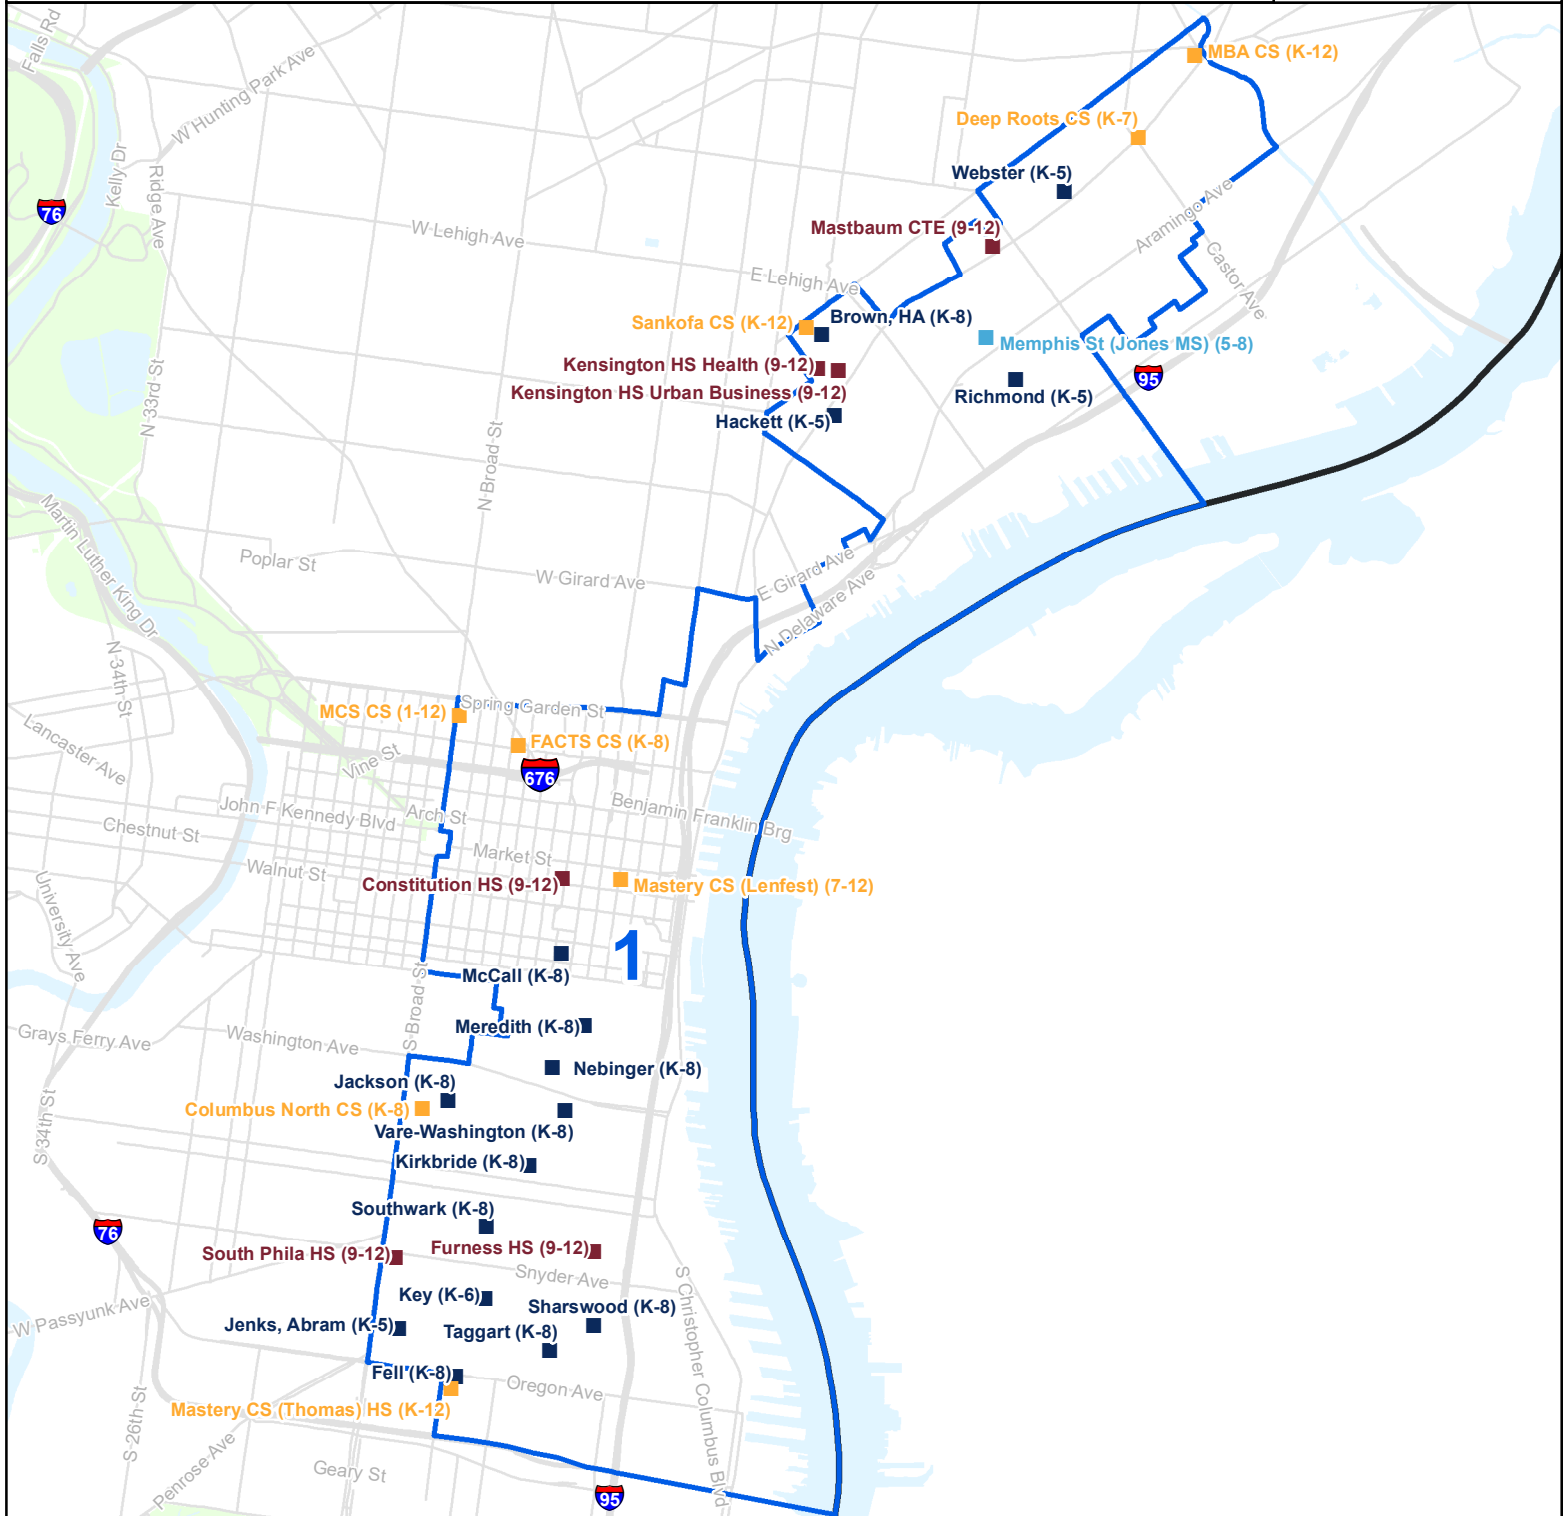 Falls Rd
W Hunting Park Ave
MBA CS (K-12)
Deep Roots CS (K-7)
Kelly Dr
Ridge Ave
Webster (K-5)
76
W Lehigh Ave
Mastbaum CTE (9-12)
Aramingo Ave
Castor Ave
E Lehigh Ave
Sankofa CS (K-12)
Brown, HA (K-8)
Memphis St (Jones MS) (5-8)
Kensington HS Health (9-12)
95
Kensington HS Urban Business (9-12)
Richmond (K-5)
N 33rd St
Hackett (K-5)
N Broad St
Martin Luther King Dr
Poplar St
W Girard Ave
E Girard Ave
N Delaware Ave
N 34th St
Spring Garden St
MCS CS (1-12)
FACTS CS (K-8)
Lancaster Ave
Vine St
676
John F Kennedy Blvd
Arch St
Benjamin Franklin Brg
Chestnut St
Market St
Walnut St
Constitution HS (9-12)
Mastery CS (Lenfest) (7-12)
University Ave
1
McCall (K-8)
S Broad St
Grays Ferry Ave
Washington Ave
Meredith (K-8)
Nebinger (K-8)
Jackson (K-8)
Columbus North CS (K-8)
S 34th St
Vare-Washington (K-8)
Kirkbride (K-8)
Southwark (K-8)
76
South Phila HS (9-12)
Furness HS (9-12)
Snyder Ave
Key (K-6)
Sharswood (K-8)
W Passyunk Ave
Jenks, Abram (K-5)
Taggart (K-8)
S Christopher Columbus Blvd
Fell (K-8)
Oregon Ave
Mastery CS (Thomas) HS (K-12)
S 26th St
Penrose Ave
Geary St
95